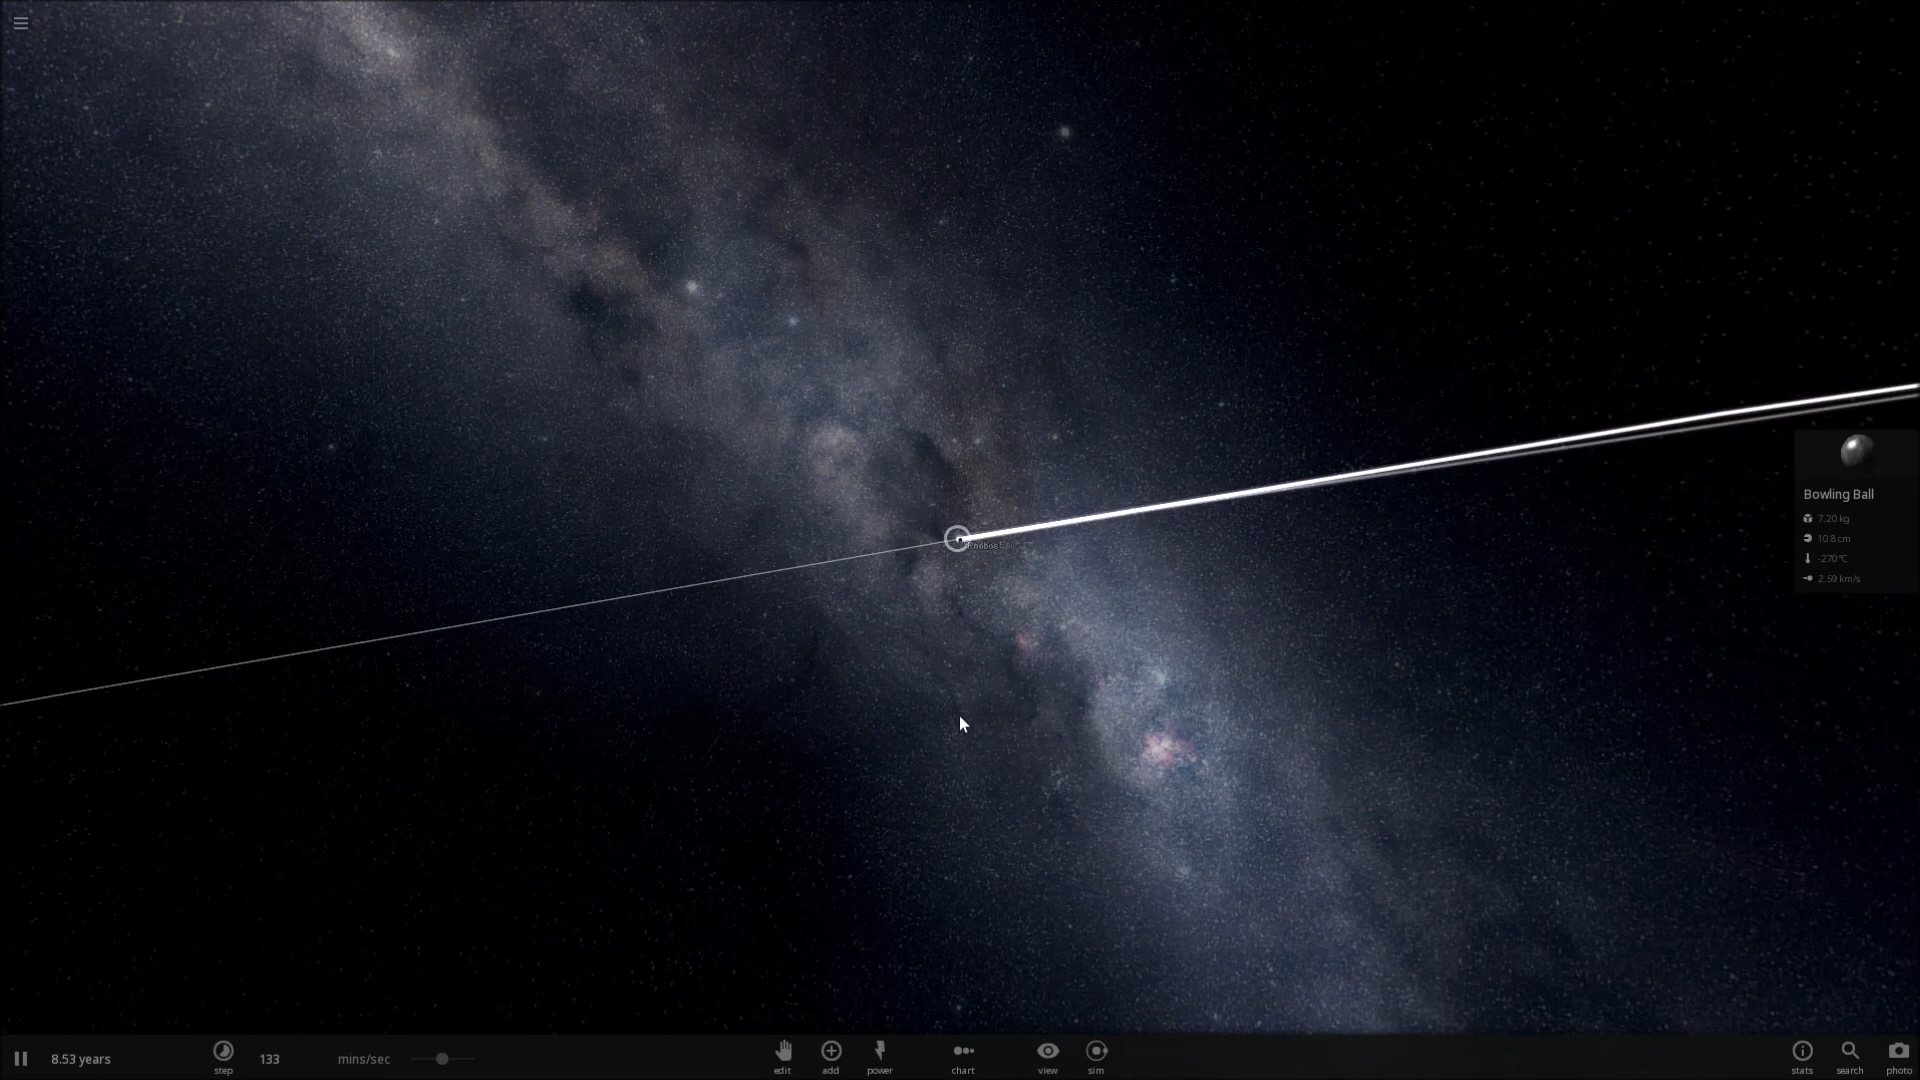 Phobos
Bowling Ball
7.20 kg
10.8 cm
-270 °C
2.59 km/s
8.53 years
step
133
mins/sec
edit
add
power
chart
view
sim
stats
search
photo